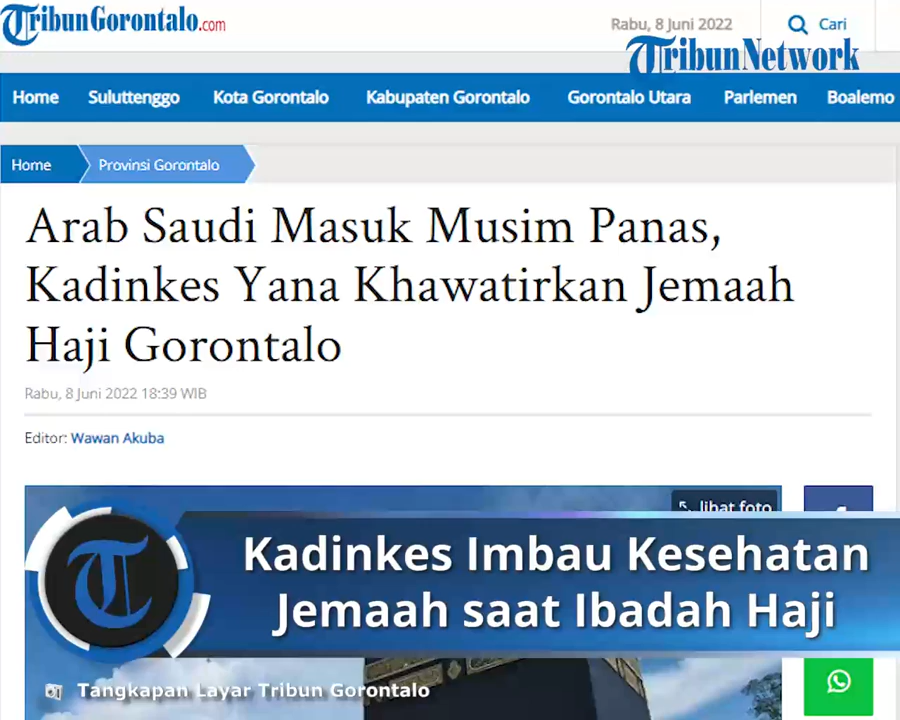 TribunGorontalo.com
Rabu, 8 Juni 2022
Cari
TribunNetwork
Home Suluttenggo Kota Gorontalo Kabupaten Gorontalo Gorontalo Utara Parlemen Boalemo
Home Provinsi Gorontalo
Arab Saudi Masuk Musim Panas,
Kadinkes Yana Khawatirkan Jemaah
Haji Gorontalo
Rabu, 8 Juni 2022 18:39 WIB
Editor: Wawan Akuba
lihat foto
Kadinkes Imbau Kesehatan
Jemaah saat Ibadah Haji
Tangkapan Layar Tribun Gorontalo